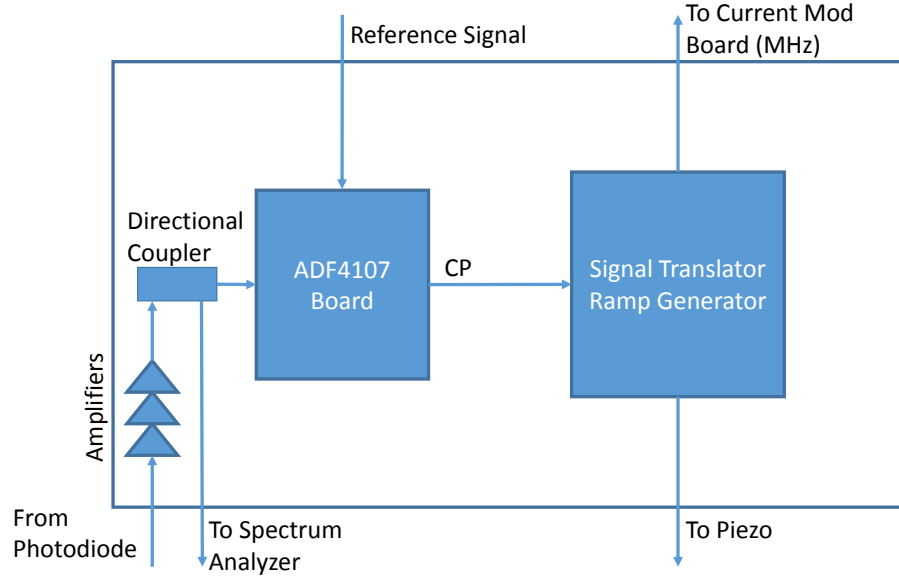 Reference Signal
To Current Mod
Board (MHz)
Directional
Coupler
ADF4107
Board
CP
Signal Translator
Ramp Generator
Amplifiers
From
Photodiode
To Spectrum
Analyzer
To Piezo